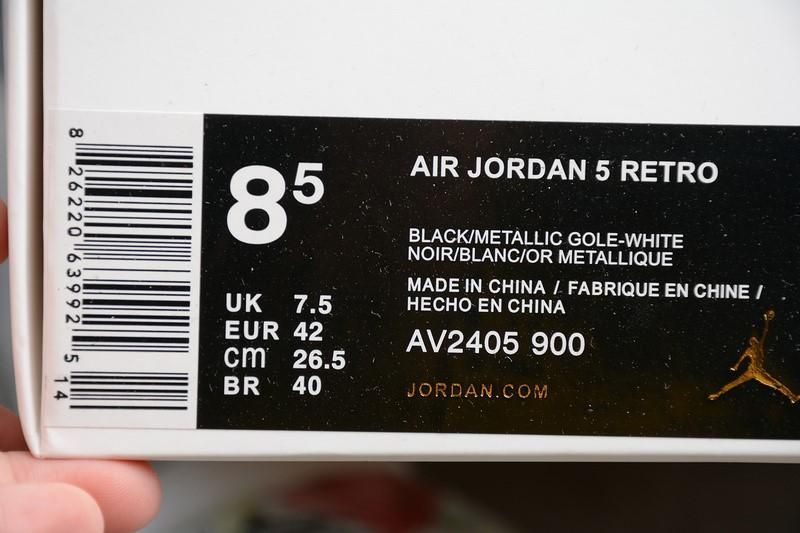 8 26220 63992 5
14
8⁵
UK 7.5
EUR 42
cm 26.5
BR 40
AIR JORDAN 5 RETRO
BLACK/METALLIC GOLE-WHITE
NOIR/BLANC/OR METALLIQUE
MADE IN CHINA / FABRIQUE EN CHINE /
HECHO EN CHINA
AV2405 900
JORDAN.COM